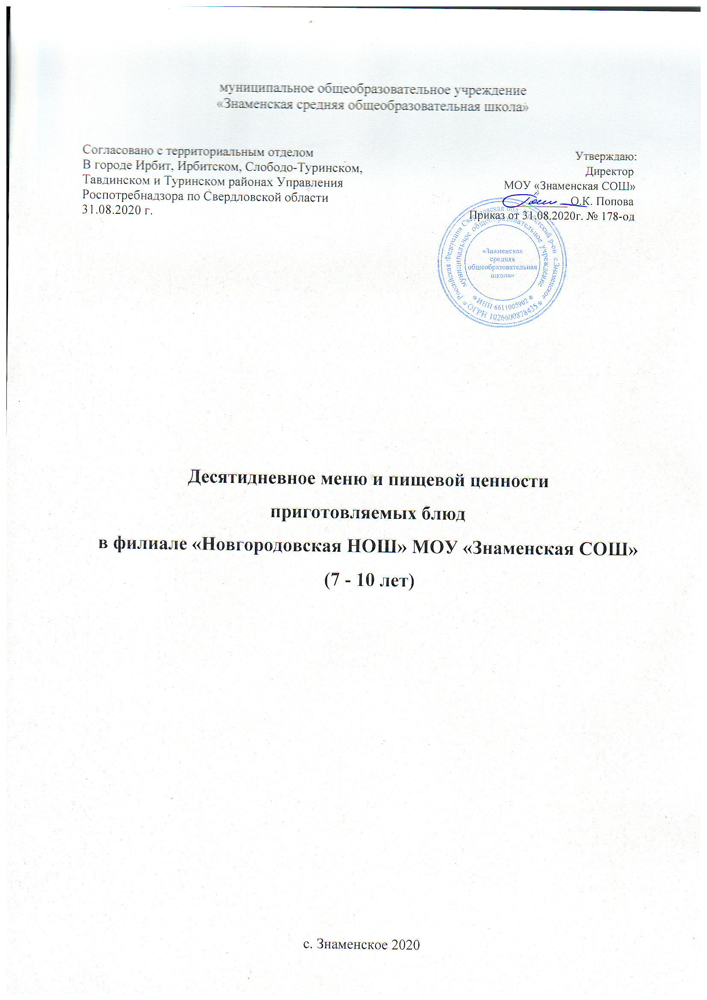 муниципальное общеобразовательное учреждение
«Знаменская средняя общеобразовательная школа»
Согласовано с территориальным отделом
В городе Ирбит, Ирбитском, Слободо-Туринском,
Тавдинском и Туринском районах Управления
Роспотребнадзора по Свердловской области
31.08.2020 г.
Утверждаю:
Директор
МОУ «Знаменская СОШ»
О.К. Попова
Приказ от 31.08.2020г. № 178-од
Российская Федерация Свердловская обл. Ирбитский р-он с.Знаменское
муниципальное общеобразовательное учреждение
«Знаменская
средняя
общеобразовательная
школа»
* ИНН 6611005902 *
* ОГРН 1026600878435 *
Десятидневное меню и пищевой ценности
приготовляемых блюд
в филиале «Новгородовская НОШ» МОУ «Знаменская СОШ»
(7 - 10 лет)
с. Знаменское 2020